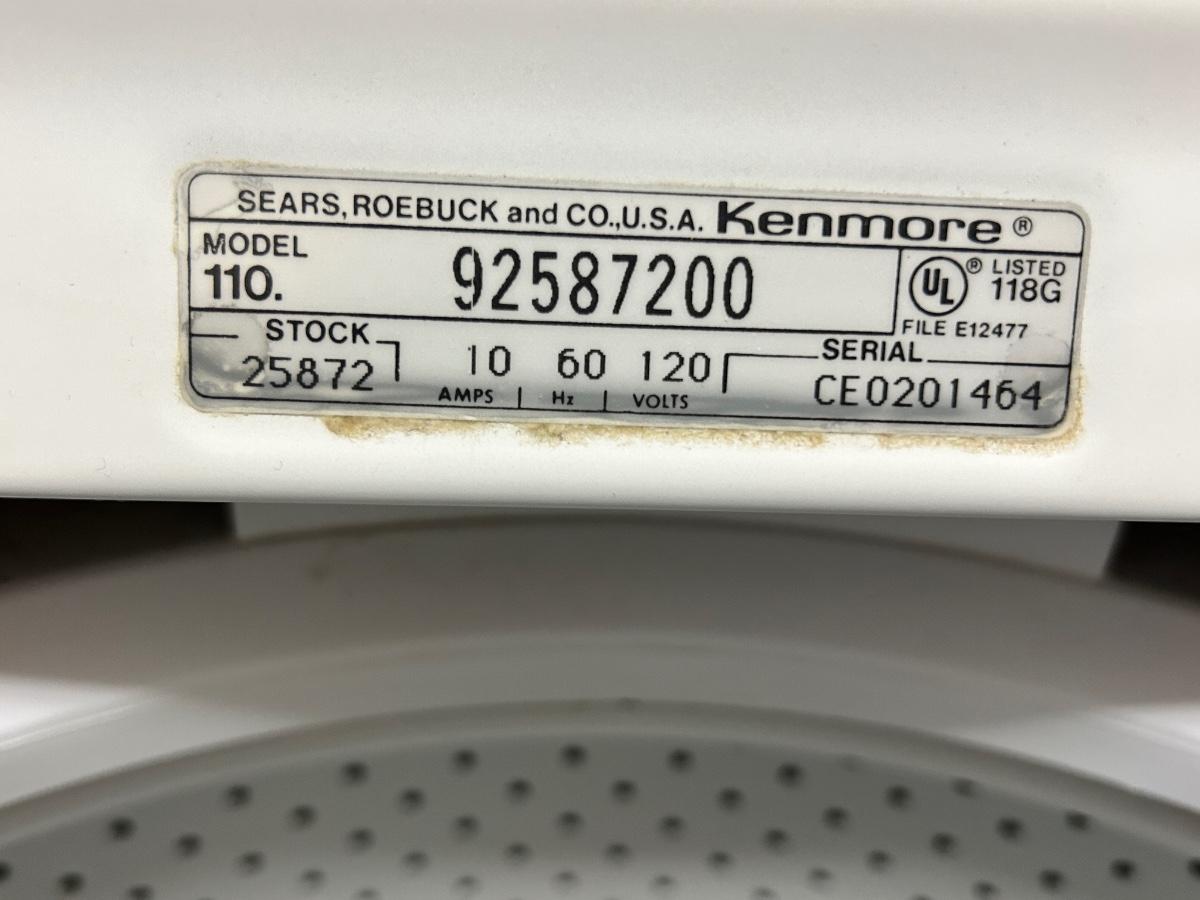 SEARS, ROEBUCK and CO., U.S.A. Kenmore ®
MODEL
110. 92587200
UL ® LISTED
118G
FILE E12477
STOCK
25872
10 60 120
AMPS Hz VOLTS
SERIAL
CE0201464